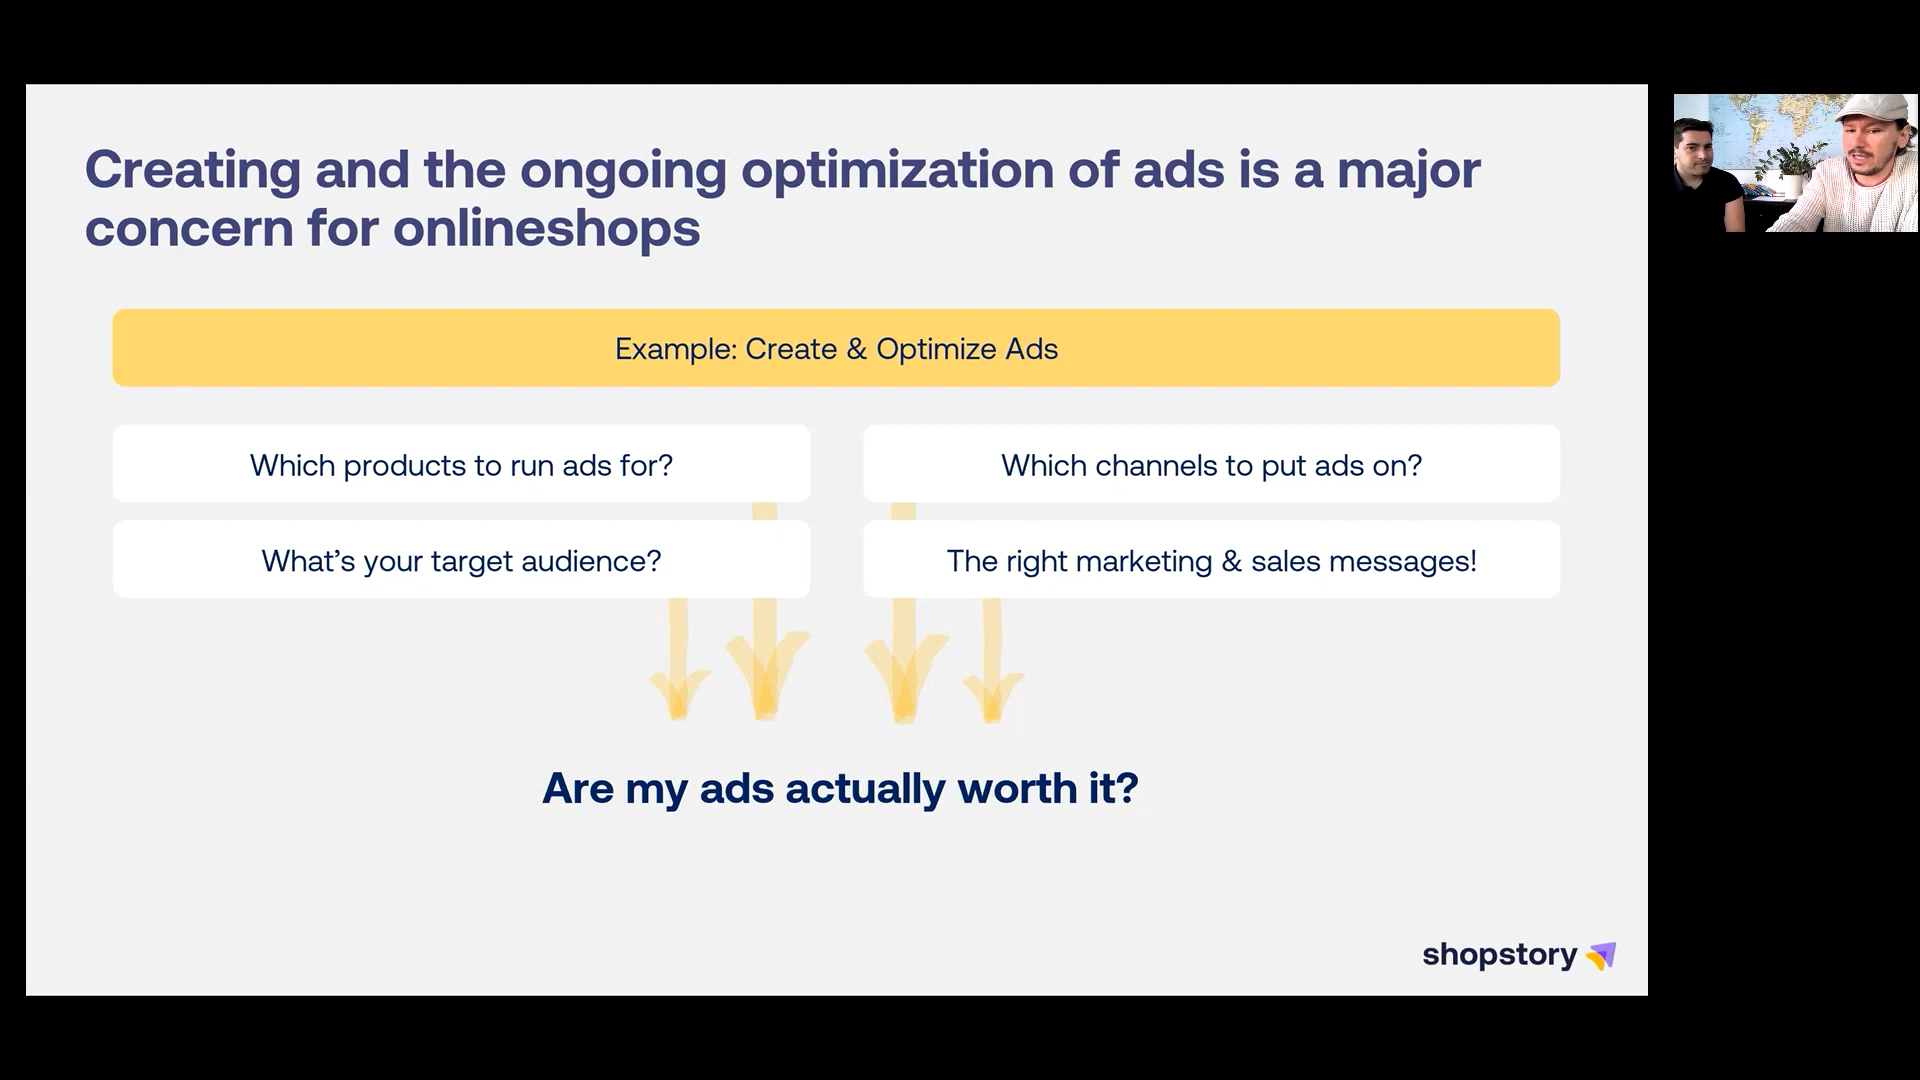 Creating and the ongoing optimization of ads is a major
concern for onlineshops
Example: Create & Optimize Ads
Which products to run ads for?
Which channels to put ads on?
What’s your target audience?
The right marketing & sales messages!
Are my ads actually worth it?
shopstory